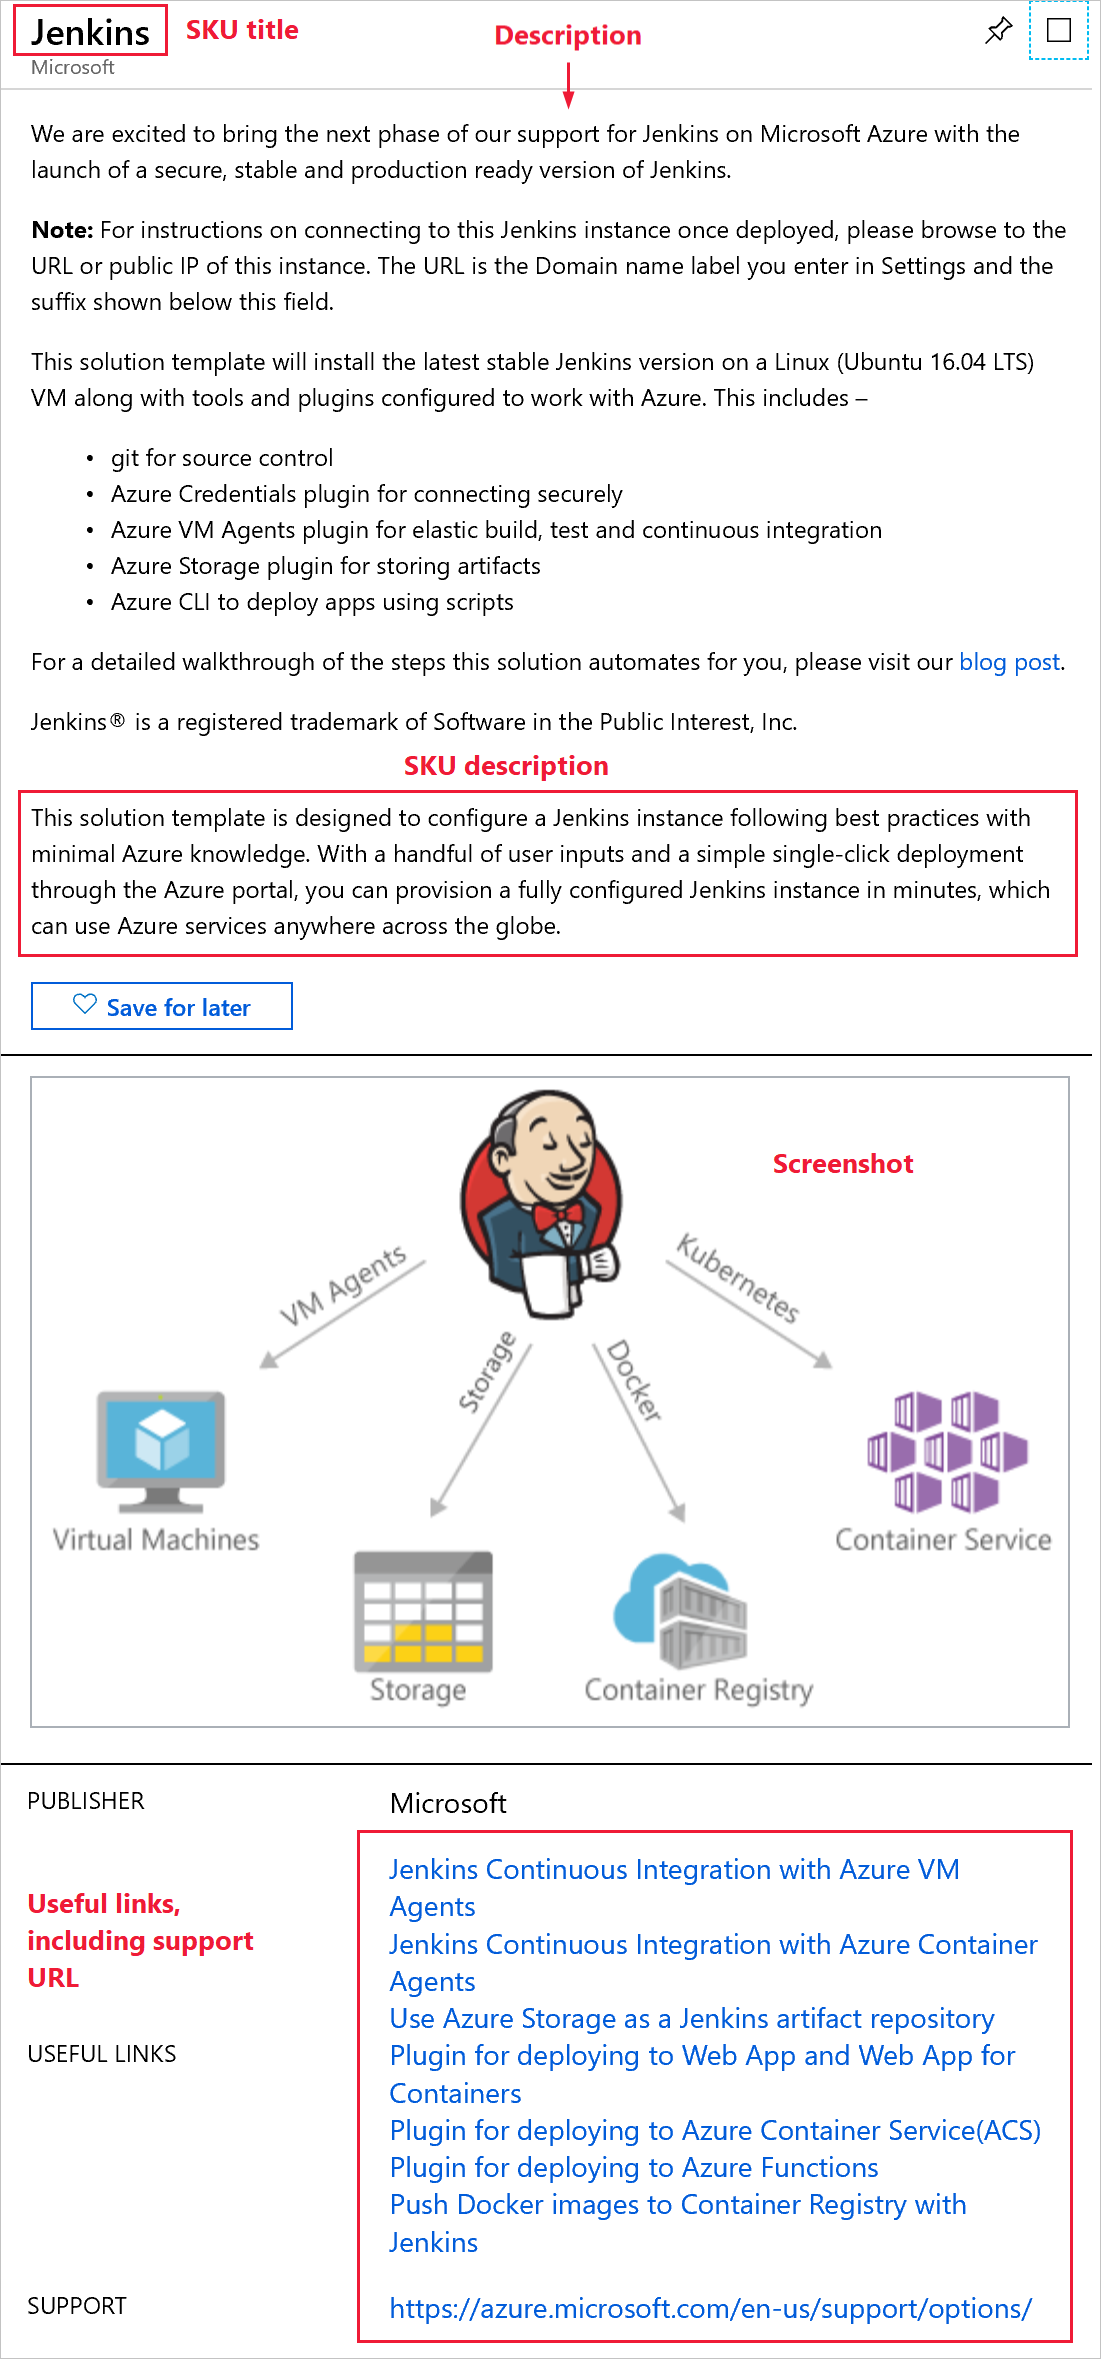 Jenkins
SKU title
Description
Microsoft
We are excited to bring the next phase of our support for Jenkins on Microsoft Azure with the
launch of a secure, stable and production ready version of Jenkins.
Note: For instructions on connecting to this Jenkins instance once deployed, please browse to the
URL or public IP of this instance. The URL is the Domain name label you enter in Settings and the
suffix shown below this field.
This solution template will install the latest stable Jenkins version on a Linux (Ubuntu 16.04 LTS)
VM along with tools and plugins configured to work with Azure. This includes –
• git for source control
• Azure Credentials plugin for connecting securely
• Azure VM Agents plugin for elastic build, test and continuous integration
• Azure Storage plugin for storing artifacts
• Azure CLI to deploy apps using scripts
For a detailed walkthrough of the steps this solution automates for you, please visit our blog post.
Jenkins® is a registered trademark of Software in the Public Interest, Inc.
SKU description
This solution template is designed to configure a Jenkins instance following best practices with
minimal Azure knowledge. With a handful of user inputs and a simple single-click deployment
through the Azure portal, you can provision a fully configured Jenkins instance in minutes, which
can use Azure services anywhere across the globe.
Save for later
Screenshot
VM Agents
Storage
Docker
Kubernetes
Virtual Machines
Container Service
Storage
Container Registry
PUBLISHER
Microsoft
Useful links,
including support
URL
USEFUL LINKS
Jenkins Continuous Integration with Azure VM
Agents
Jenkins Continuous Integration with Azure Container
Agents
Use Azure Storage as a Jenkins artifact repository
Plugin for deploying to Web App and Web App for
Containers
Plugin for deploying to Azure Container Service(ACS)
Plugin for deploying to Azure Functions
Push Docker images to Container Registry with
Jenkins
SUPPORT
https://azure.microsoft.com/en-us/support/options/